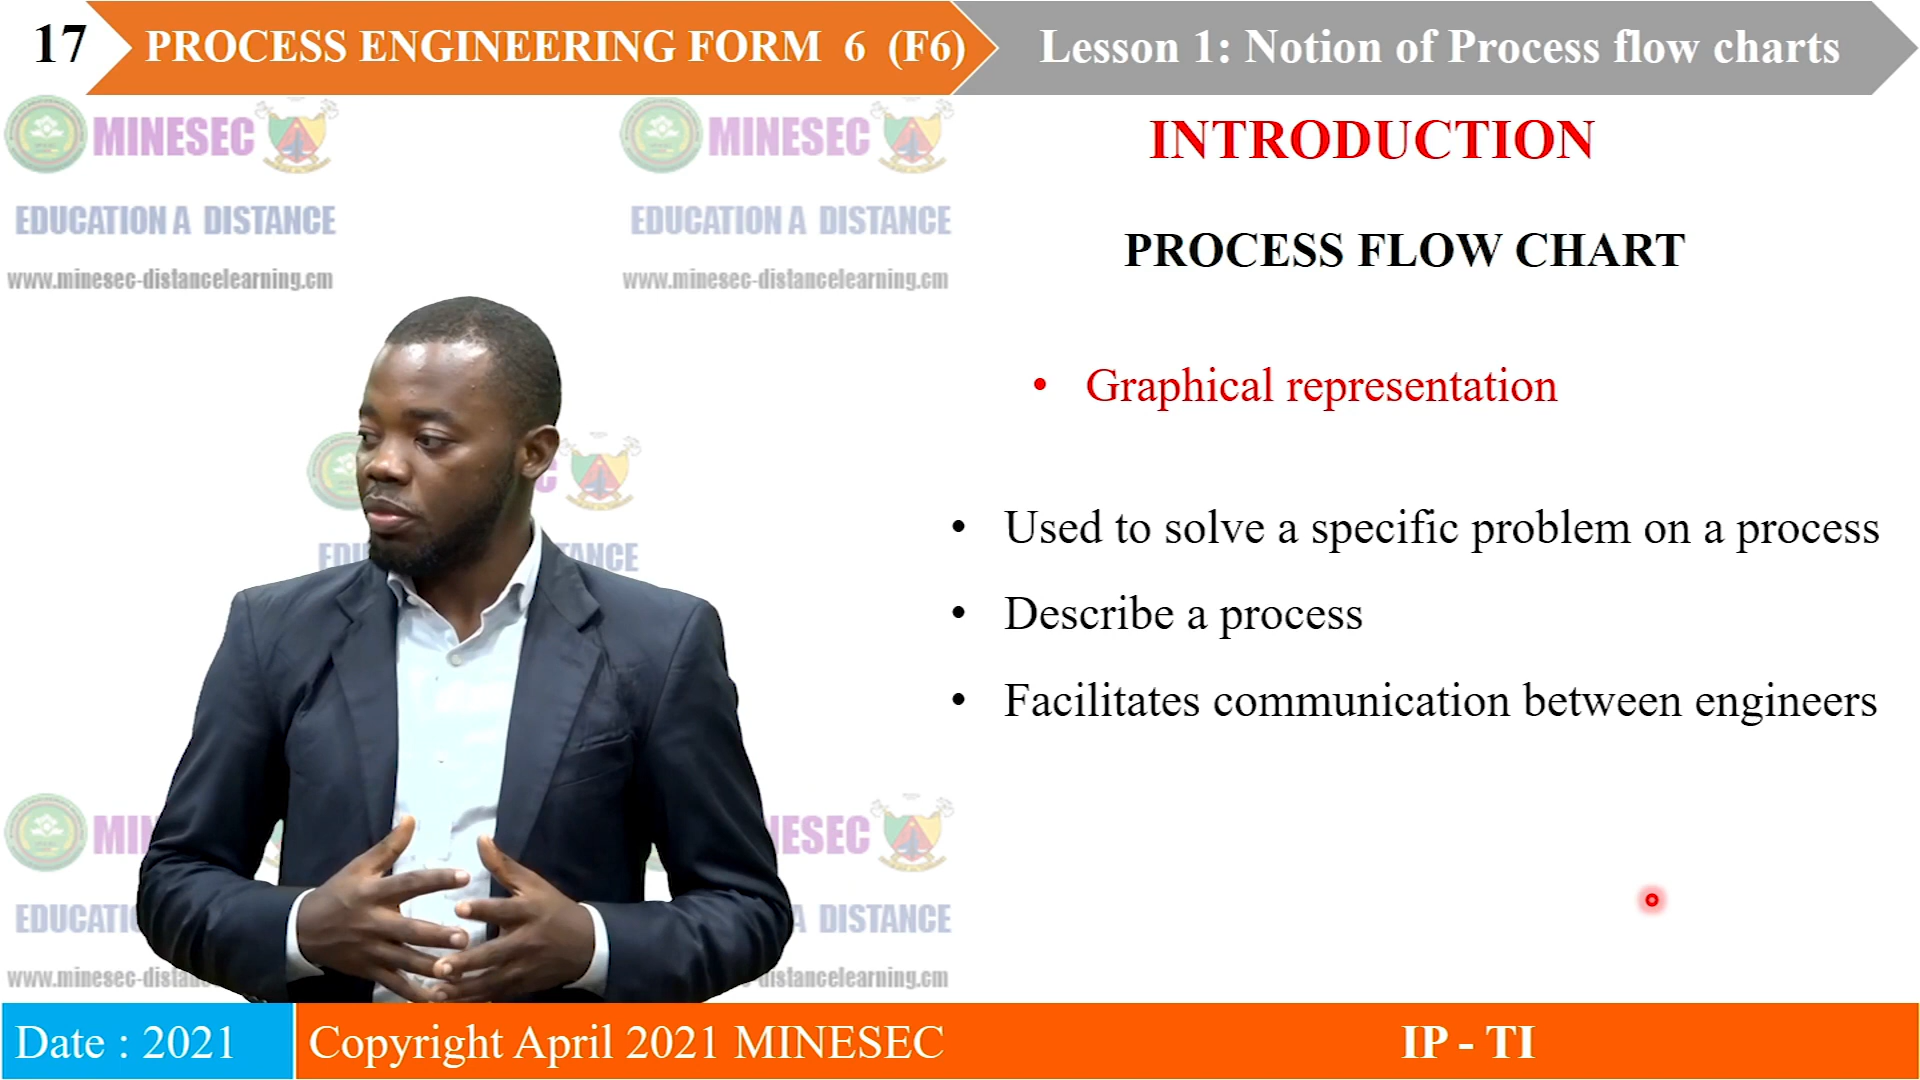 17
PROCESS ENGINEERING FORM 6 (F6)
Lesson 1: Notion of Process flow charts
MINESEC
EDUCATION A DISTANCE
www.minesec-distancelearning.cm
MINESEC
EDUCATION A DISTANCE
www.minesec-distancelearning.cm
INTRODUCTION
PROCESS FLOW CHART
• Graphical representation
• Used to solve a specific problem on a process
• Describe a process
• Facilitates communication between engineers
Date : 2021
Copyright April 2021 MINESEC
IP - TI